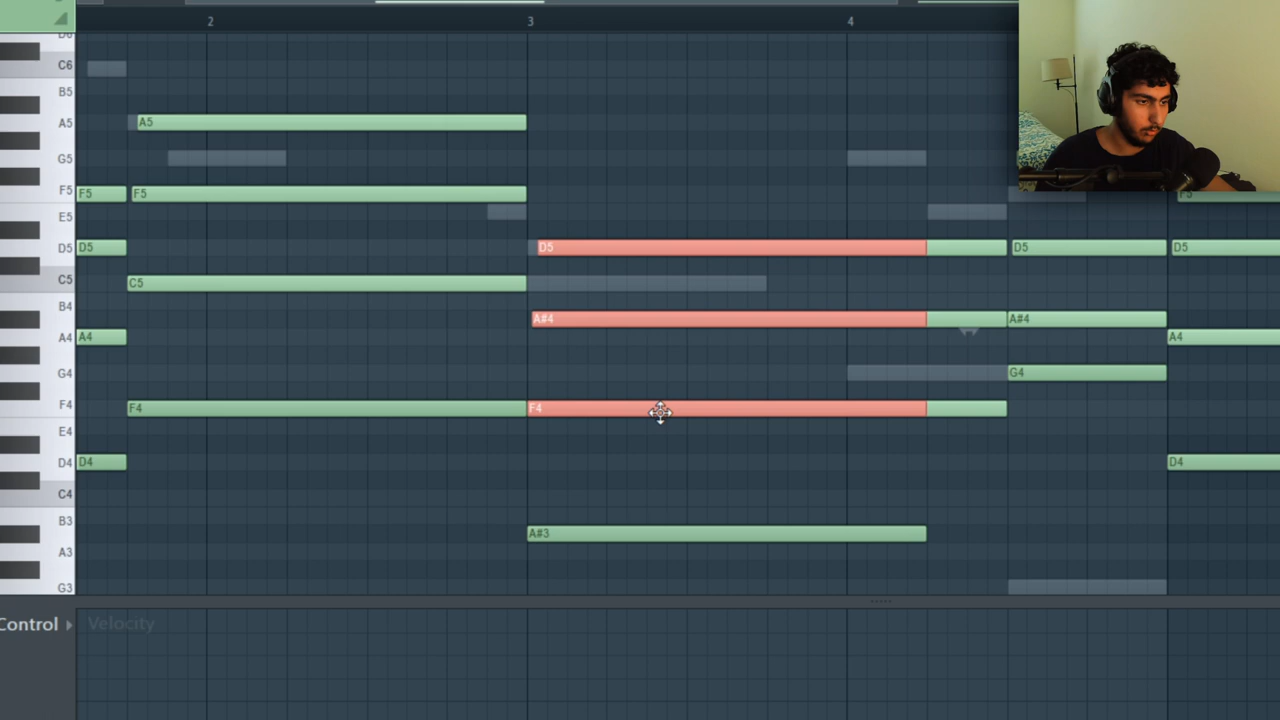 2 3 4
D6
C6
B5
A5 A5
G5
F5 F5 F5 F5
E5
D5 D5 D5 D5 D5
C5 C5
B4
A#4 A#4
A4 A4 A4
G4 G4
F4 F4 F4
E4
D4 D4 D4
C4
B3
A#3
A3
G3
Control Velocity